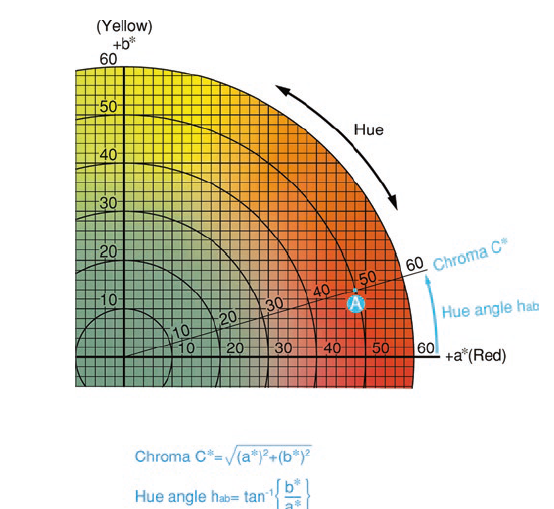 (Yellow)
+b*
60
50
40
30
20
10
Hue
60 Chroma C*
50
40
30
20
10
A
Hue angle hab
10 20 30 40 50 60 +a*(Red)
Chroma C*=√(a*)²+(b*)²
Hue angle hab= tan⁻¹{b*/a*}